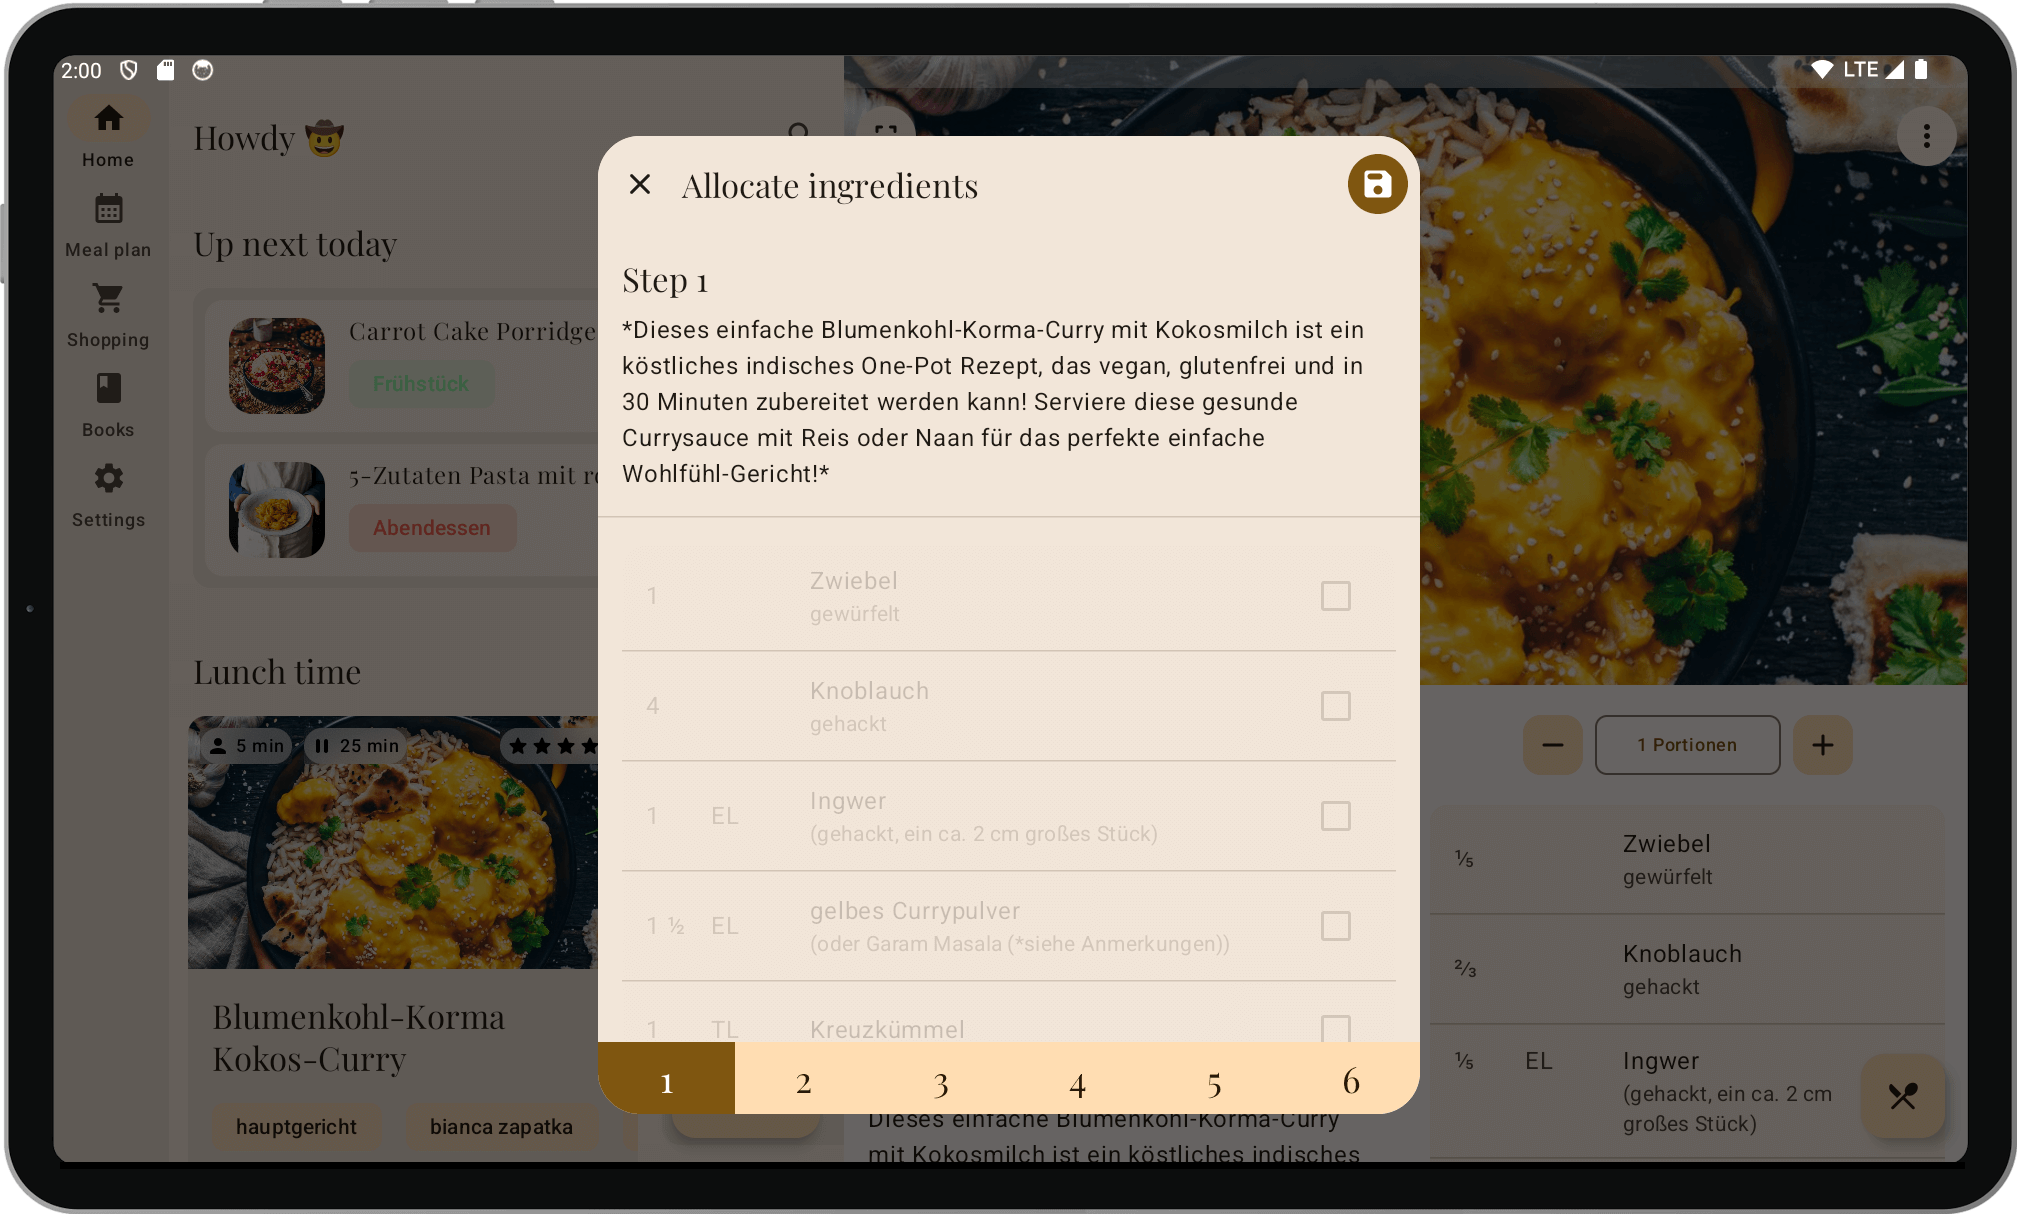 2:00
LTE
Home
Meal plan
Shopping
Books
Settings
Howdy 🤠
Up next today
Carrot Cake Porridge
Frühstück
5-Zutaten Pasta mit
Abendessen
Lunch time
5 min
25 min
Blumenkohl-Korma
Kokos-Curry
hauptgericht
bianca zapatka
Allocate ingredients
Step 1
*Dieses einfache Blumenkohl-Korma-Curry mit Kokosmilch ist ein
köstliches indisches One-Pot Rezept, das vegan, glutenfrei und in
30 Minuten zubereitet werden kann! Serviere diese gesunde
Currysauce mit Reis oder Naan für das perfekte einfache
Wohlfühl-Gericht!*
1 Zwiebel
gewürfelt
4 Knoblauch
gehackt
1 EL Ingwer
(gehackt, ein ca. 2 cm großes Stück)
1 ½ EL gelbes Currypulver
(oder Garam Masala (*siehe Anmerkungen))
1 TL Kreuzkümmel
1 2 3 4 5 6
Dieses einfache Blumenkohl-Korma-Curry
mit Kokosmilch ist ein köstliches indisches
1 Portionen
⅕ Zwiebel
gewürfelt
⅔ Knoblauch
gehackt
⅕ EL Ingwer
(gehackt, ein ca. 2 cm
großes Stück)